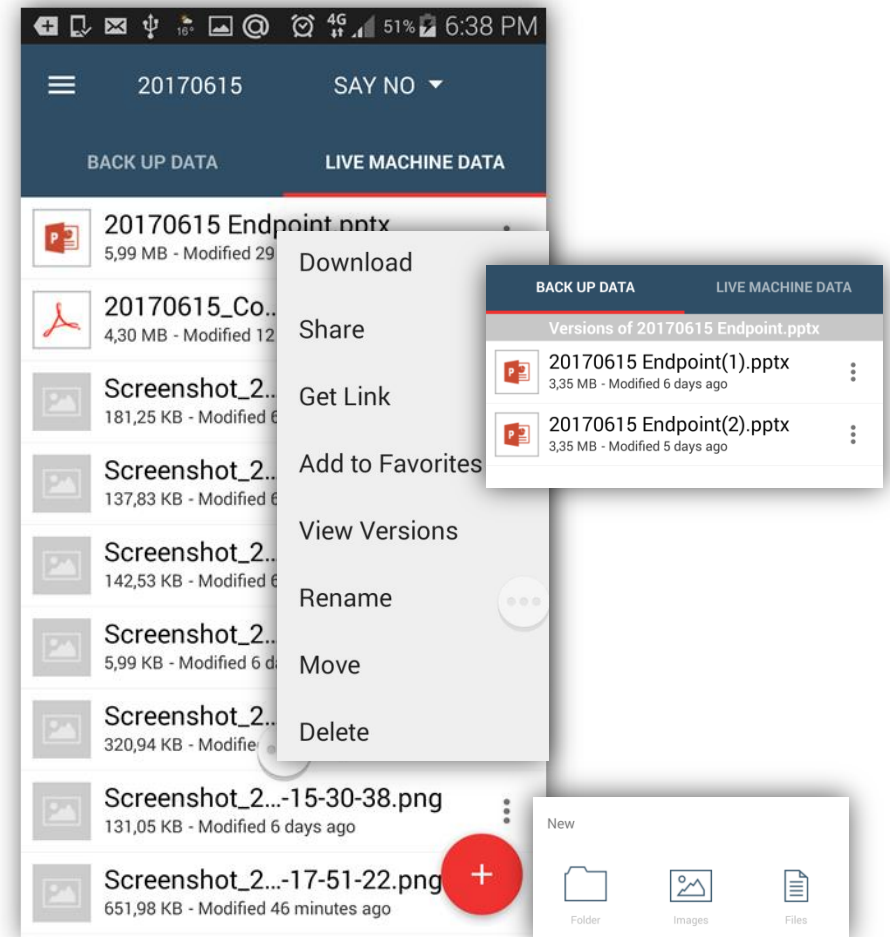 16°
4G
51%
6:38 PM
20170615
SAY NO
BACK UP DATA
LIVE MACHINE DATA
20170615 Endpoint.pptx
5,99 MB - Modified 29
20170615_Co..
4,30 MB - Modified 12
Screenshot_2..
181,25 KB - Modified 6
Screenshot_2..
137,83 KB - Modified 6
Screenshot_2..
142,53 KB - Modified 6
Screenshot_2..
5,99 KB - Modified 6 da
Screenshot_2..
320,94 KB - Modifie
Screenshot_2...-15-30-38.png
131,05 KB - Modified 6 days ago
Screenshot_2...-17-51-22.png
651,98 KB - Modified 46 minutes ago
Download
Share
Get Link
Add to Favorites
View Versions
Rename
Move
Delete
BACK UP DATA
LIVE MACHINE DATA
Versions of 20170615 Endpoint.pptx
20170615 Endpoint(1).pptx
3,35 MB - Modified 6 days ago
20170615 Endpoint(2).pptx
3,35 MB - Modified 5 days ago
New
Folder
Images
Files